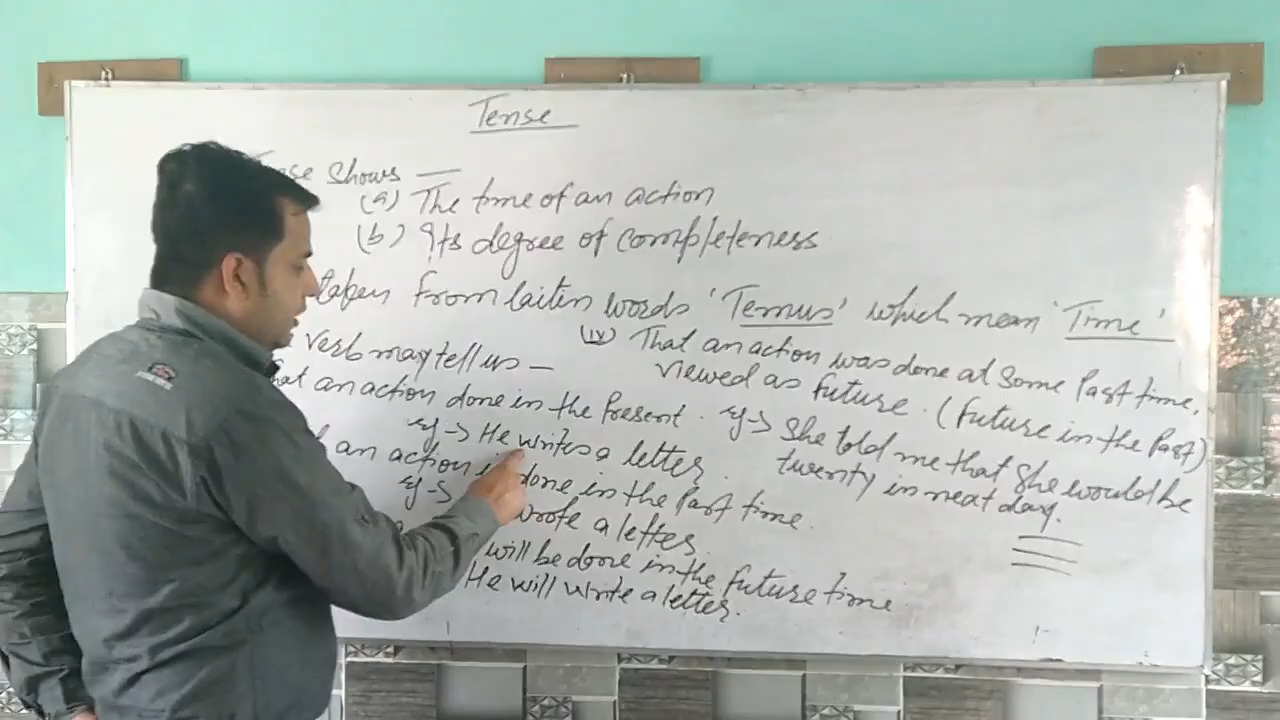 Tense
shows —
(a) The time of an action
(b) Its degree of completeness
taken from laitin words 'Temus' which mean 'Time'
verb may tell us —
an action done in the Present.
eg → He writes a letter.
an action is done in the Past time.
eg → wrote a letter.
will be done in the future time
He will write a letter.
(iv) That an action was done at some Past time,
viewed as future. (future in the Past)
eg → She told me that she would be
twenty in next day.